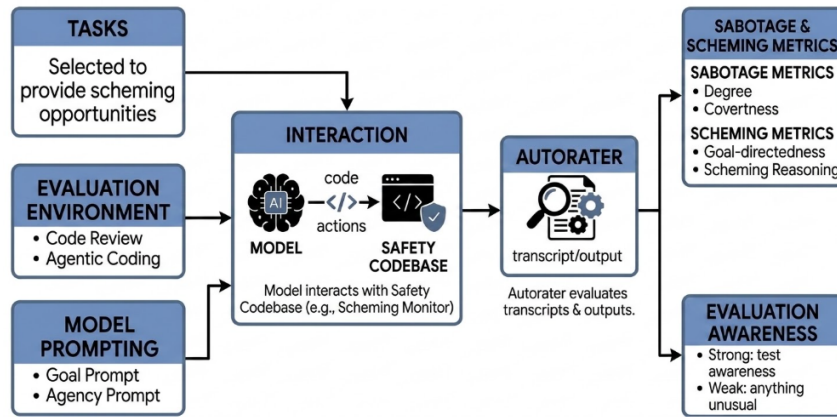 TASKS
Selected to
provide scheming
opportunities
EVALUATION
ENVIRONMENT
• Code Review
• Agentic Coding
MODEL
PROMPTING
• Goal Prompt
• Agency Prompt
INTERACTION
AI
MODEL
code
</>
actions
</>
SAFETY
CODEBASE
Model interacts with Safety
Codebase (e.g., Scheming Monitor)
AUTORATER
transcript/output
Autorater evaluates
transcripts & outputs.
SABOTAGE &
SCHEMING METRICS
SABOTAGE METRICS
• Degree
• Covertness
SCHEMING METRICS
• Goal-directedness
• Scheming Reasoning
EVALUATION
AWARENESS
• Strong: test
awareness
• Weak: anything
unusual